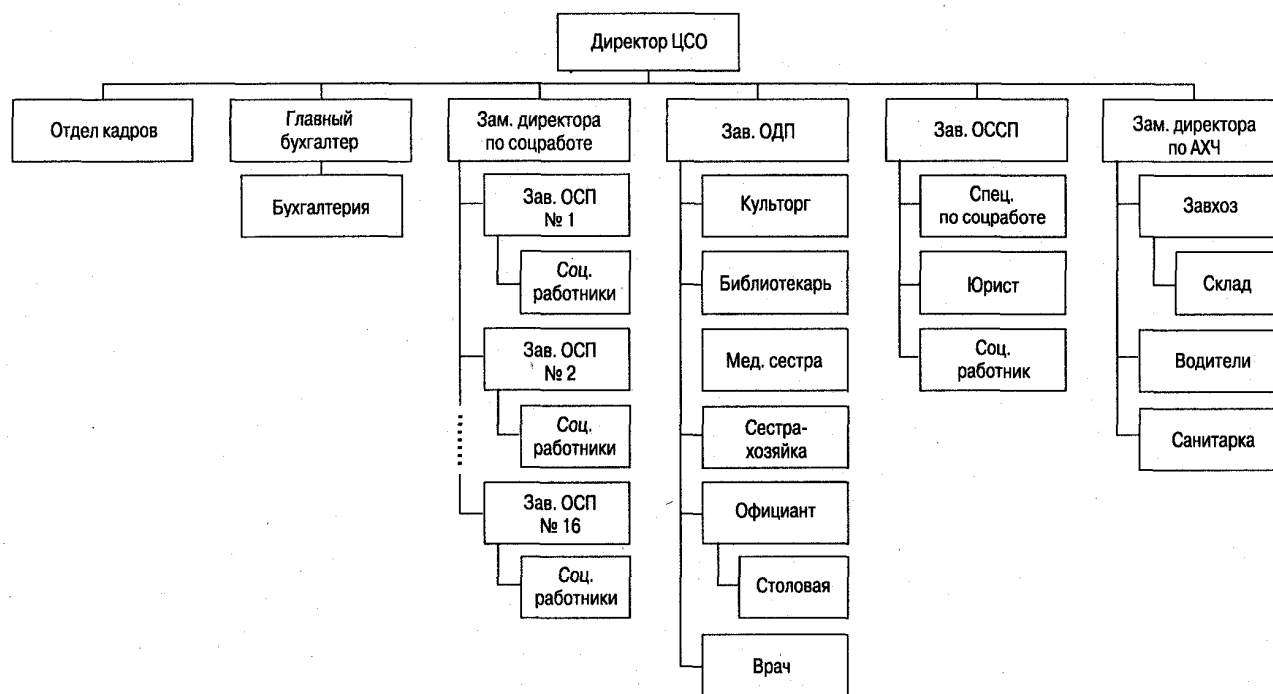 Директор ЦСО
Отдел кадров
Главный
бухгалтер
Бухгалтерия
Зам. директора
по соцработе
Зав. ОСП
№ 1
Соц.
работники
Зав. ОСП
№ 2
Соц.
работники
Зав. ОСП
№ 16
Соц.
работники
Зав. ОДП
Культорг
Библиотекарь
Мед. сестра
Сестра-
хозяйка
Официант
Столовая
Врач
Зав. ОССП
Спец.
по соцработе
Юрист
Соц.
работник
Зам. директора
по АХЧ
Завхоз
Склад
Водители
Санитарка